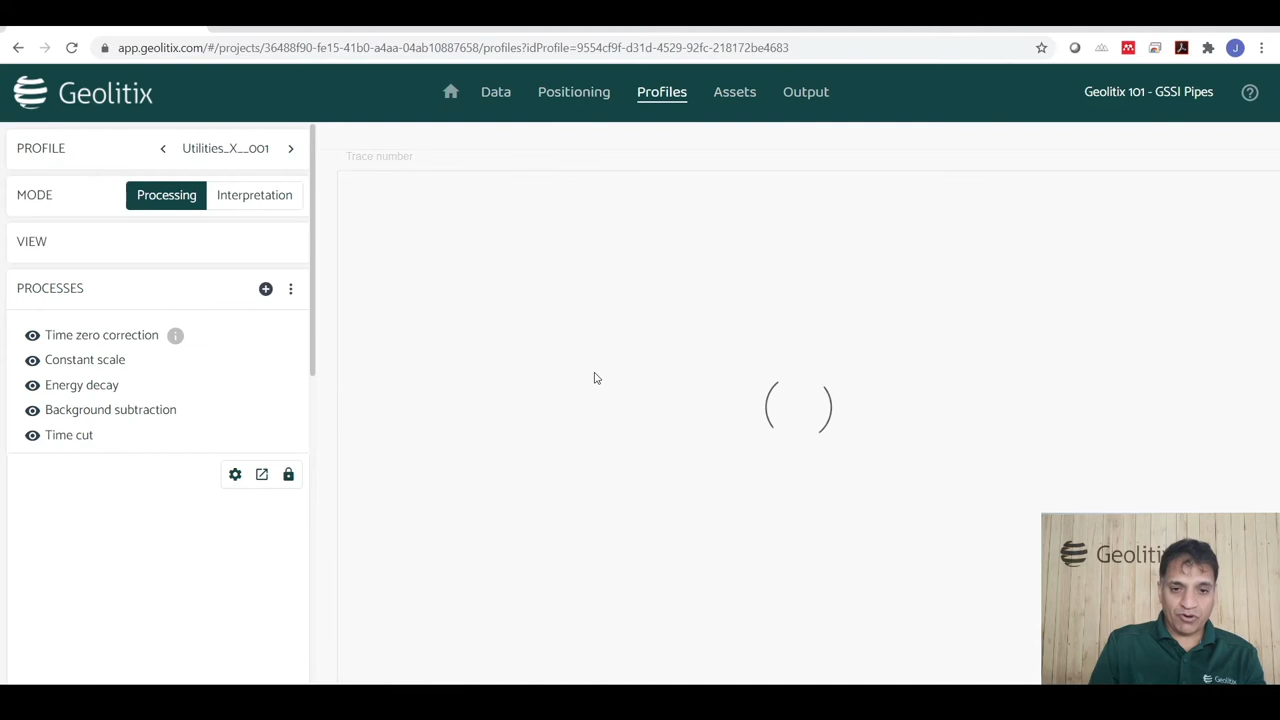 app.geolitix.com/#/projects/36488f90-fe15-41b0-a4aa-04ab10887658/profiles?idProfile=9554cf9f-d31d-4529-92fc-218172be4683
J
Geolitix
Data
Positioning
Profiles
Assets
Output
Geolitix 101 - GSSI Pipes
PROFILE
Utilities_X__001
Trace number
MODE
Processing
Interpretation
VIEW
PROCESSES
Time zero correction
Constant scale
Energy decay
Background subtraction
Time cut
Geolitix